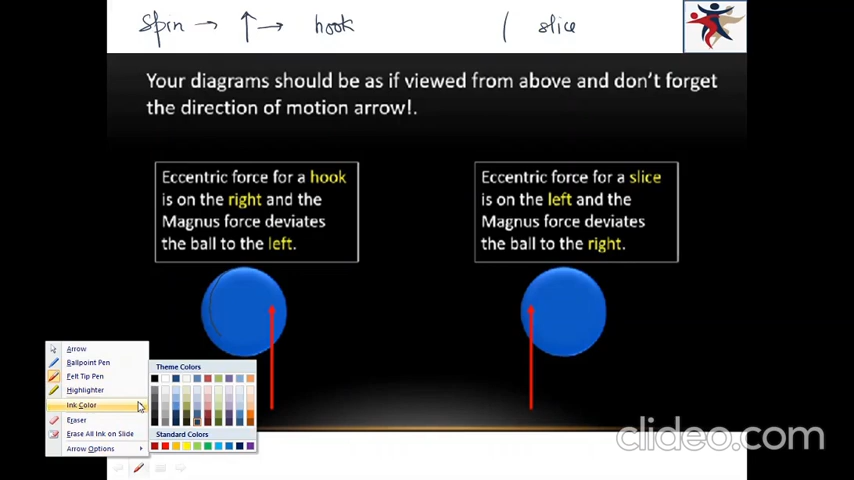 Spin → ↑→ hook ( slice
Your diagrams should be as if viewed from above and don't forget
the direction of motion arrow!.
Eccentric force for a hook
is on the right and the
Magnus force deviates
the ball to the left.
Eccentric force for a slice
is on the left and the
Magnus force deviates
the ball to the right.
Arrow
Ballpoint Pen
Felt Tip Pen
Highlighter
Ink Color
Eraser
Erase All Ink on Slide
Arrow Options
Theme Colors
Standard Colors
clideo.com